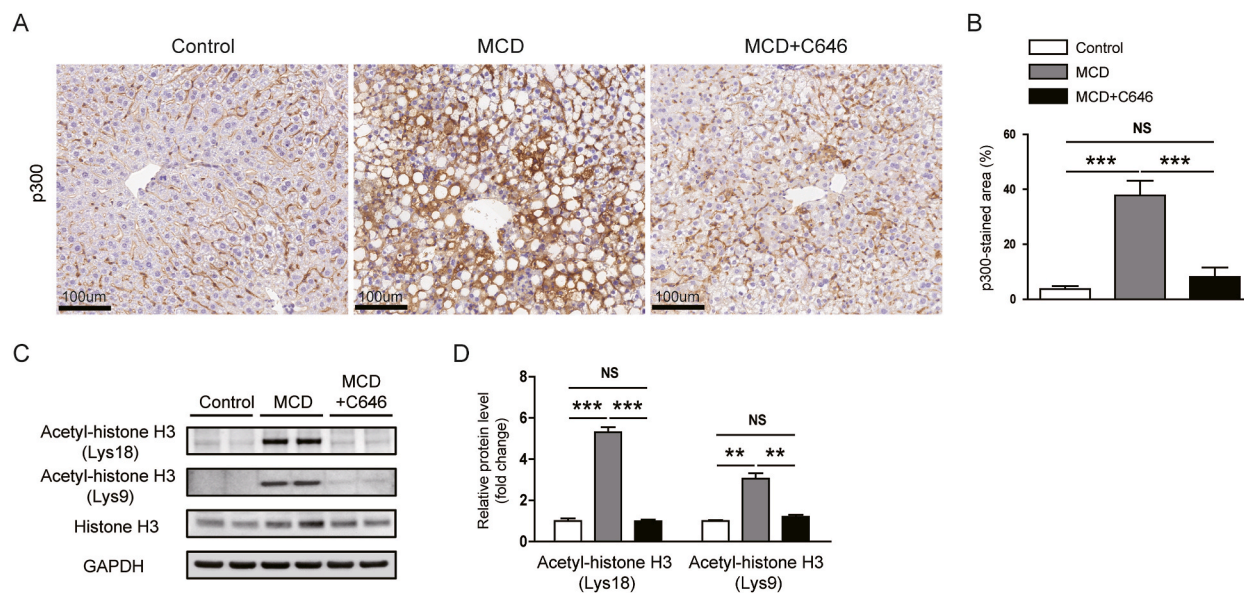 A
Control
MCD
MCD+C646
p300
100um
100um
100um
B
Control
MCD
MCD+C646
p300-stained area (%)
60
40
20
0
NS
***
***
C
Control
MCD
MCD
+C646
Acetyl-histone H3
(Lys18)
Acetyl-histone H3
(Lys9)
Histone H3
GAPDH
D
Relative protein level
(fold change)
8
6
4
2
0
NS
***
***
NS
**
**
Acetyl-histone H3
(Lys18)
Acetyl-histone H3
(Lys9)